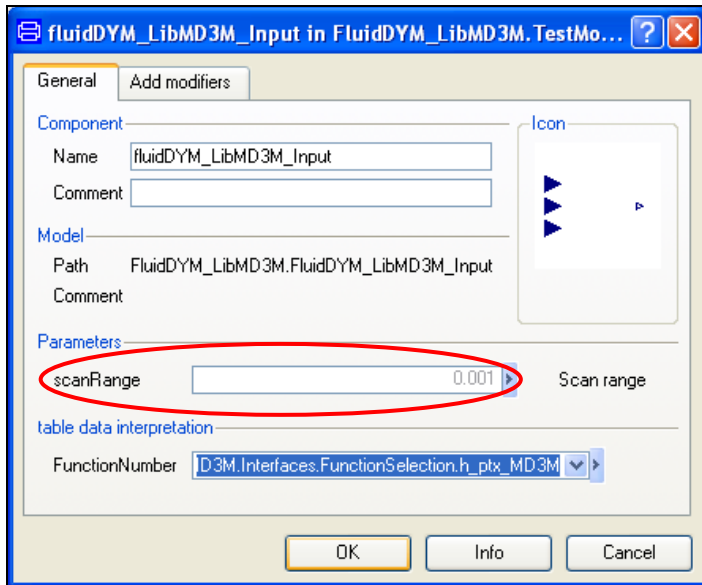 fluidDYM_LibMD3M_Input in FluidDYM_LibMD3M.TestMo... ?
General Add modifiers
Component Icon
Name fluidDYM_LibMD3M_Input
Comment
Model
Path FluidDYM_LibMD3M.FluidDYM_LibMD3M_Input
Comment
Parameters
scanRange 0.001 Scan range
table data interpretation
FunctionNumber D3M.Interfaces.FunctionSelection.h_ptx_MD3M
OK Info Cancel